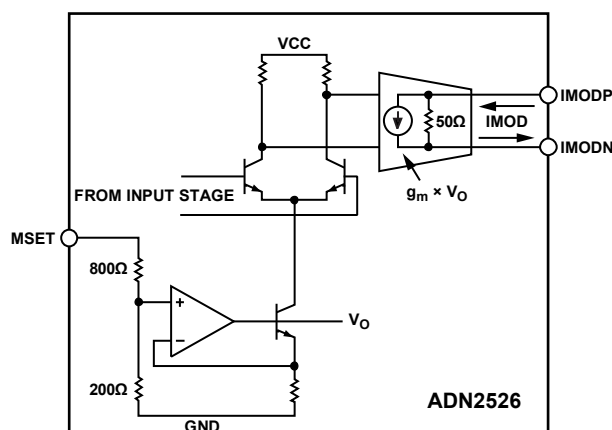 VCC
IMODP
50Ω
IMOD
IMODN
FROM INPUT STAGE
gm × VO
MSET
800Ω
+
VO
–
200Ω
ADN2526
GND